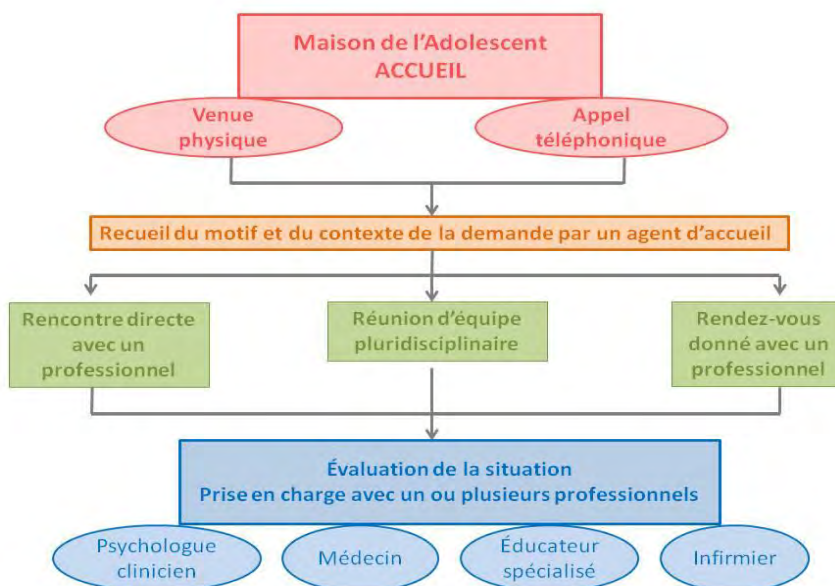 Maison de l'Adolescent
ACCUEIL
Venue
physique
Appel
téléphonique
Recueil du motif et du contexte de la demande par un agent d'accueil
Rencontre directe
avec un
professionnel
Réunion d'équipe
pluridisciplinaire
Rendez-vous
donné avec un
professionnel
Évaluation de la situation
Prise en charge avec un ou plusieurs professionnels
Psychologue
clinicien
Médecin
Éducateur
spécialisé
Infirmier